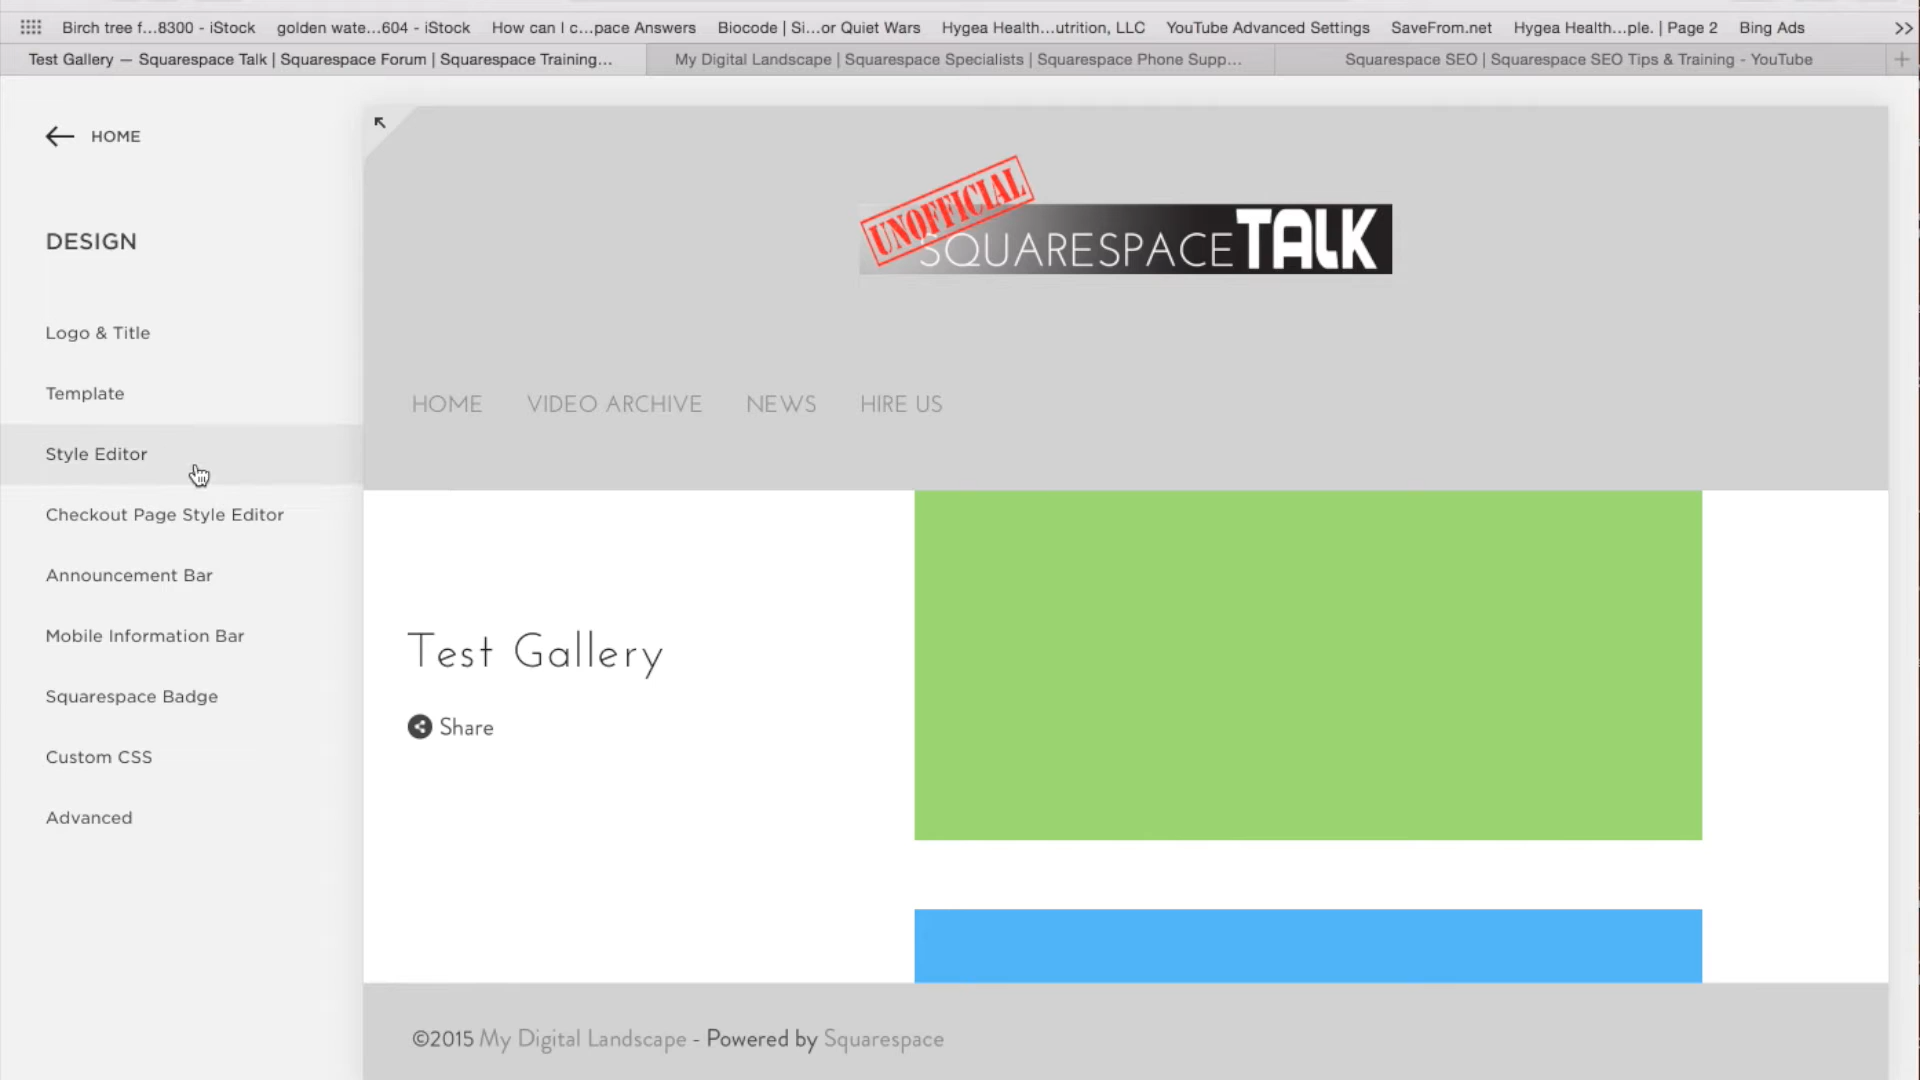 Birch tree f...8300 - iStock golden wate...604 - iStock How can I c...pace Answers Biocode | Si...or Quiet Wars Hygea Health...utrition, LLC YouTube Advanced Settings SaveFrom.net Hygea Health...ple. | Page 2 Bing Ads
Test Gallery — Squarespace Talk | Squarespace Forum | Squarespace Training... My Digital Landscape | Squarespace Specialists | Squarespace Phone Supp... Squarespace SEO | Squarespace SEO Tips & Training - YouTube
HOME
DESIGN
Logo & Title
Template
Style Editor
Checkout Page Style Editor
Announcement Bar
Mobile Information Bar
Squarespace Badge
Custom CSS
Advanced
UNOFFICIAL
SQUARESPACETALK
HOME VIDEO ARCHIVE NEWS HIRE US
Test Gallery
Share
©2015 My Digital Landscape - Powered by Squarespace